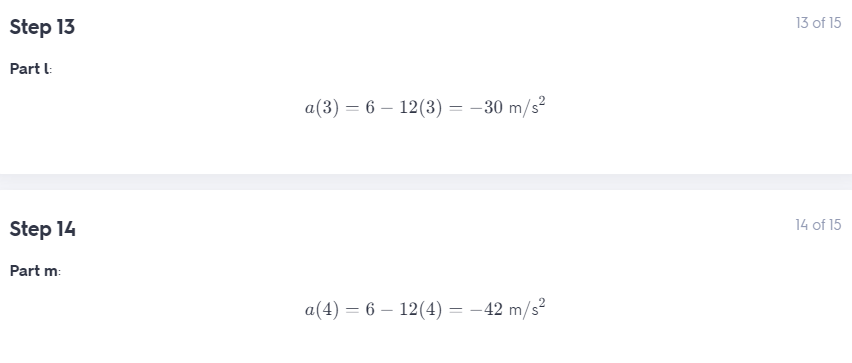 Step 13
13 of 15
Part l:
a(3) = 6 − 12(3) = −30 m/s²
Step 14
14 of 15
Part m:
a(4) = 6 − 12(4) = −42 m/s²